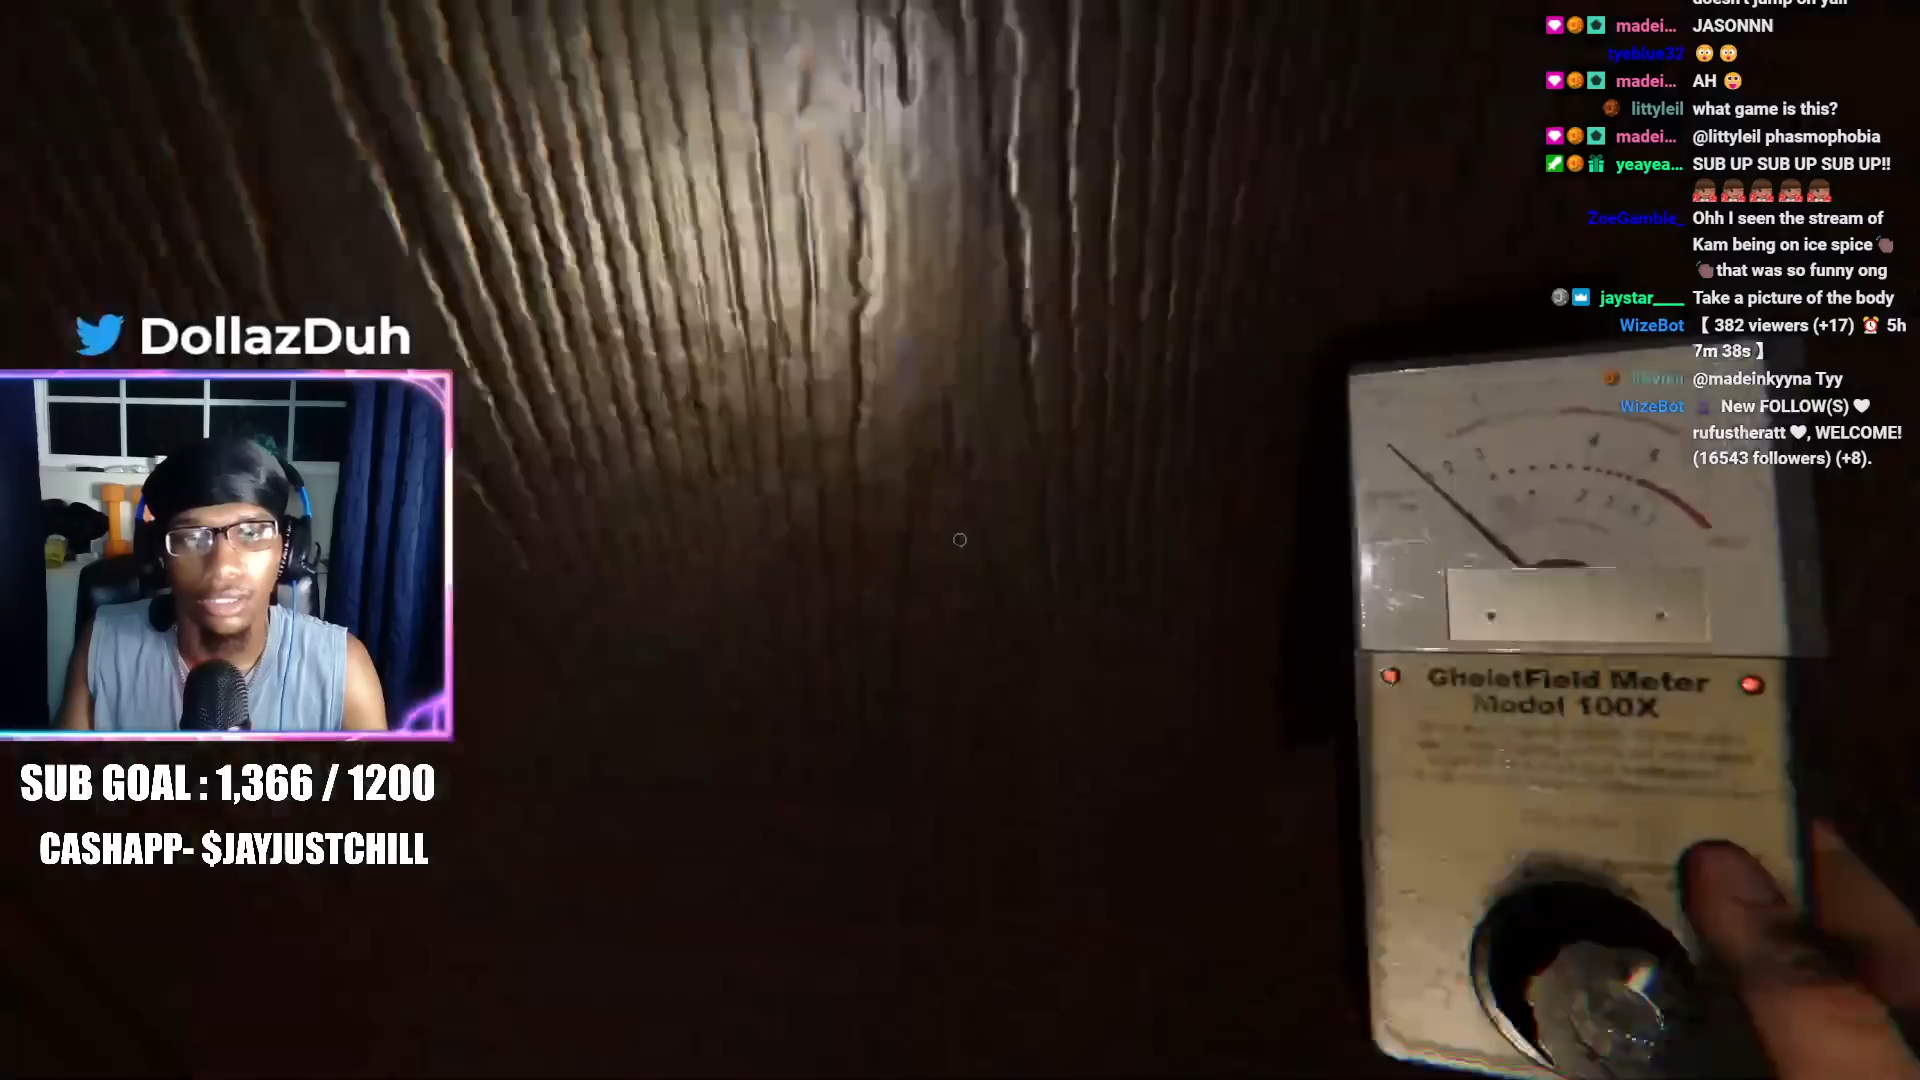 DollazDuh
SUB GOAL : 1,366 / 1200
CASHAPP- $JAYJUSTCHILL
madei... JASONNN
tyeblue32 😳 😳
madei... AH
littyleil what game is this?
madei... @littyleil phasmophobia
yeayea... SUB UP SUB UP SUB UP!!
ZoeGamble_ Ohh I seen the stream of
Kam being on ice spice
that was so funny ong
jaystar____ Take a picture of the body
WizeBot 【 382 viewers (+17) ⏰ 5h
7m 38s 】
@madeinkyyna Tyy
WizeBot New FOLLOW(S) 🤍
rufustheratt 🤍, WELCOME!
(16543 followers) (+8).
Meter
100X